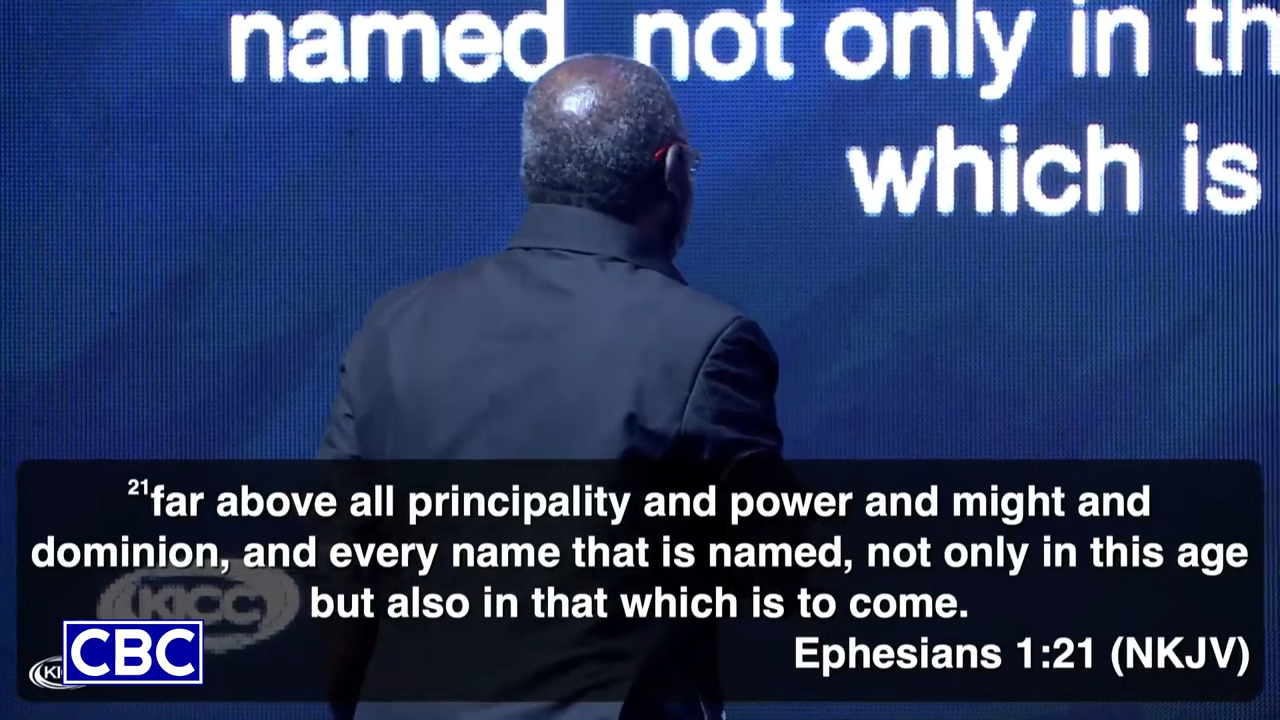 named, not only in th
which is
21far above all principality and power and might and
dominion, and every name that is named, not only in this age
but also in that which is to come.
Ephesians 1:21 (NKJV)
KICC
CBC
KI